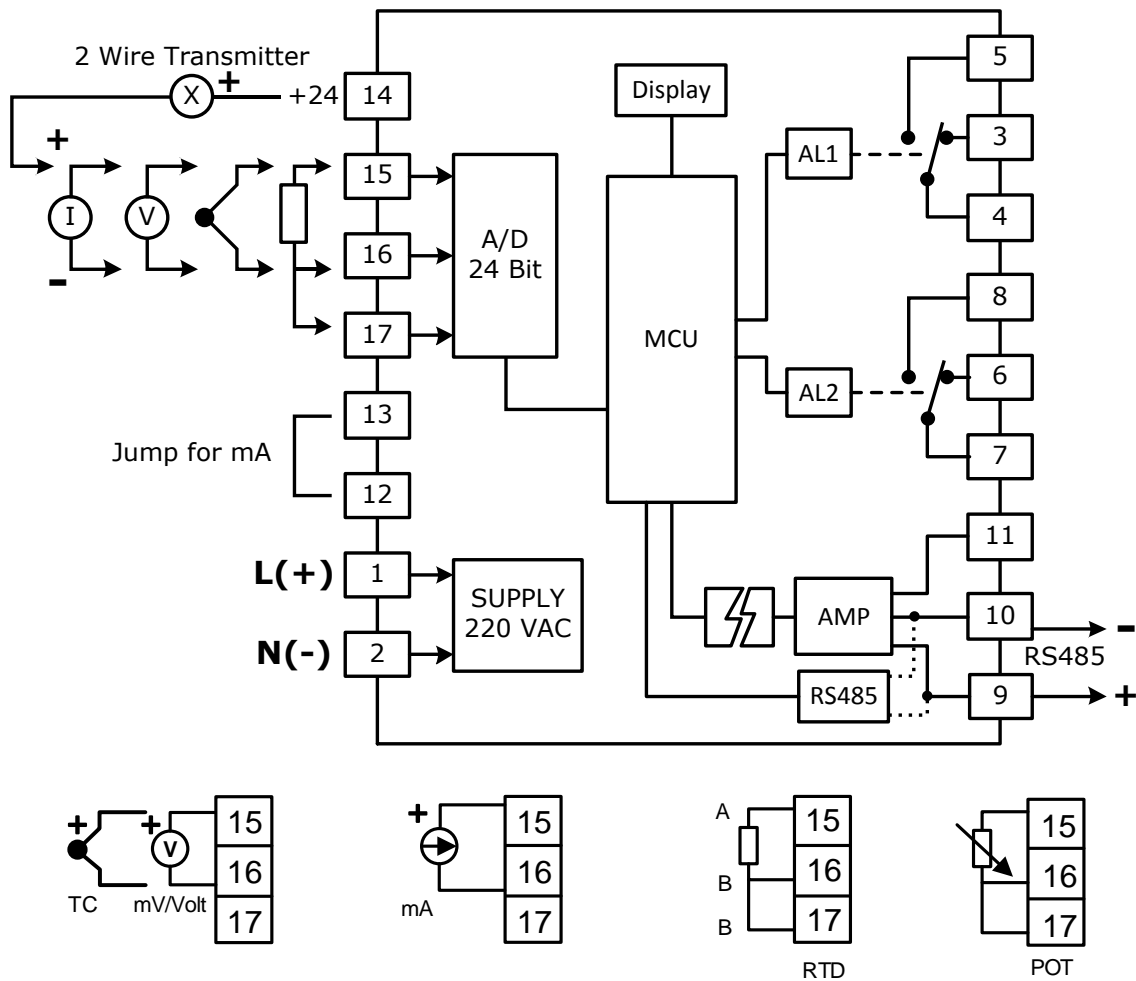 2 Wire Transmitter
X
+
+24
14
5
Display
+
AL1
3
15
I
V
A/D
24 Bit
4
16
-
8
17
MCU
6
AL2
13
Jump for mA
7
12
11
L(+)
1
SUPPLY
220 VAC
AMP
10
-
N(-)
2
RS485
RS485
9
+
+
+
V
15
16
17
TC
mV/Volt
+
15
16
17
mA
A
B
B
15
16
17
RTD
15
16
17
POT